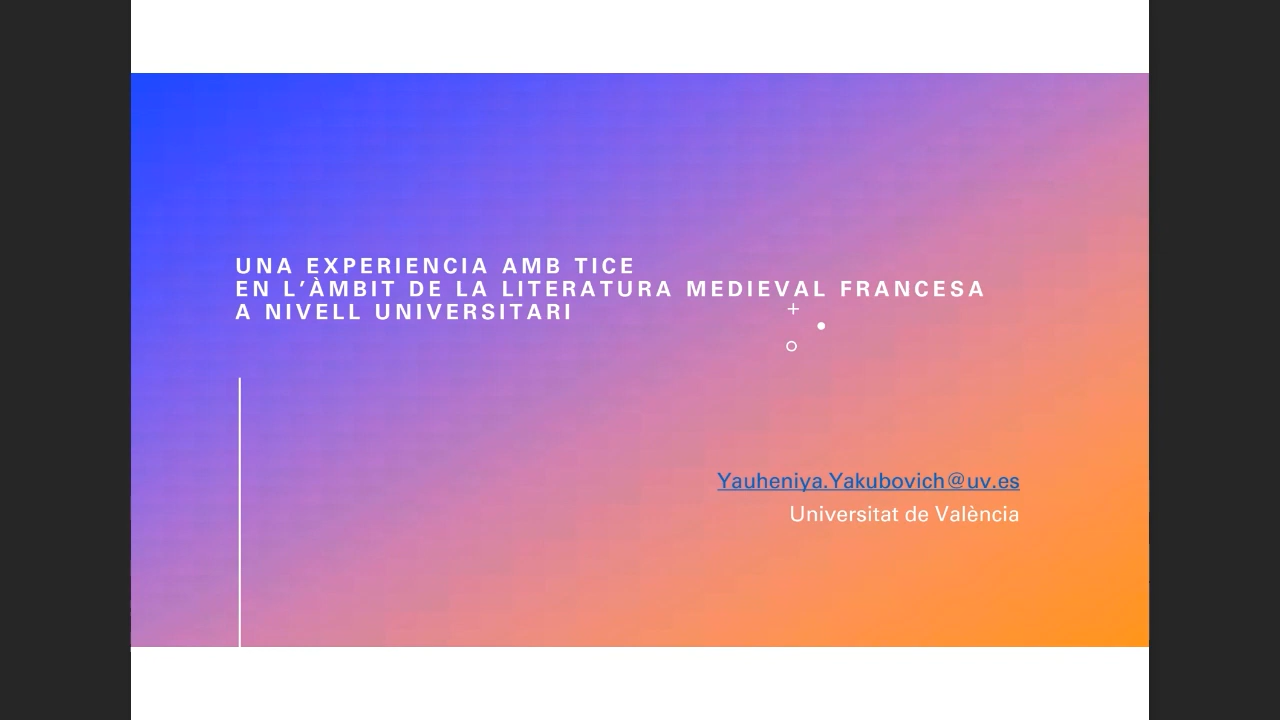 UNA EXPERIENCIA AMB TICE
EN L’ÀMBIT DE LA LITERATURA MEDIEVAL FRANCESA
A NIVELL UNIVERSITARI
Yauheniya.Yakubovich@uv.es
Universitat de València